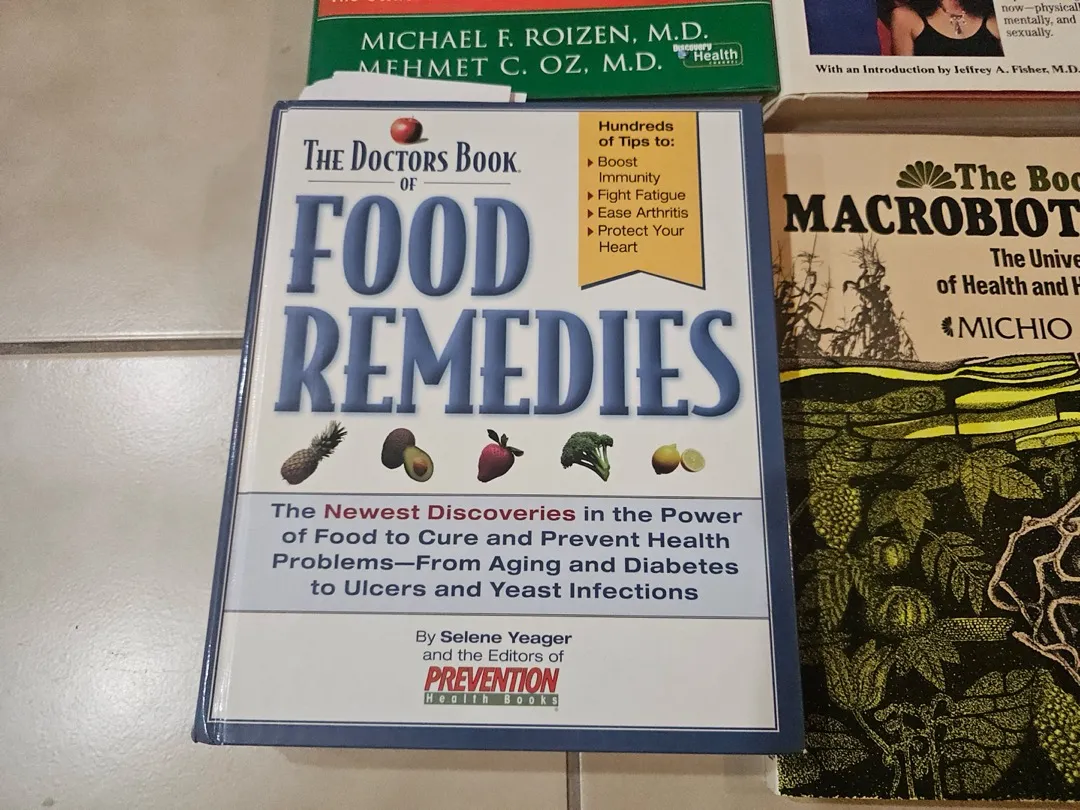 MICHAEL F. ROIZEN, M.D.
MEHMET C. OZ, M.D.
Discovery
Health
CHANNEL
now—physically
mentally, and
sexually.
With an Introduction by Jeffrey A. Fisher, M.D.
THE DOCTORS BOOK
OF
FOOD
REMEDIES
Hundreds
of Tips to:
Boost
Immunity
Fight Fatigue
Ease Arthritis
Protect Your
Heart
The Newest Discoveries in the Power
of Food to Cure and Prevent Health
Problems—From Aging and Diabetes
to Ulcers and Yeast Infections
By Selene Yeager
and the Editors of
PREVENTION
Health Books
The
MACROBIOT
The
of Health and
MICHIO